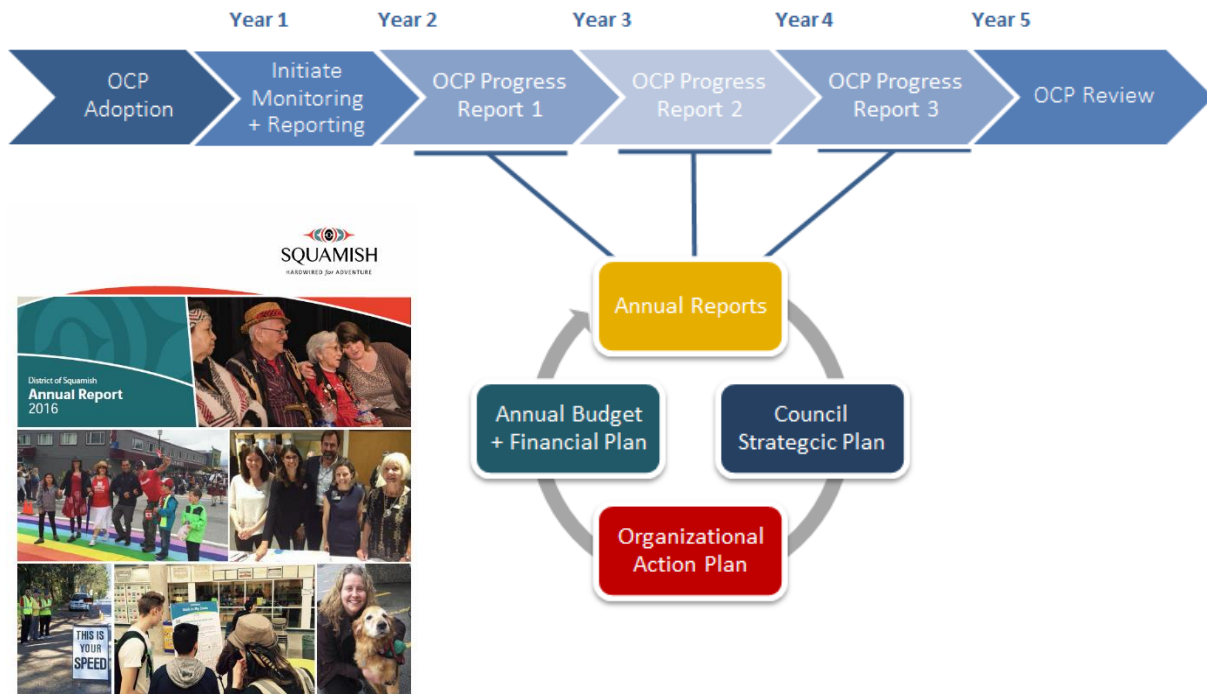 Year 1
Year 2
Year 3
Year 4
Year 5
OCP
Adoption
Initiate
Monitoring
+ Reporting
OCP Progress
Report 1
OCP Progress
Report 2
OCP Progress
Report 3
OCP Review
SQUAMISH
HARDWIRED for ADVENTURE
District of Squamish
Annual Report
2016
THIS IS
YOUR
SPEED
Annual Reports
Annual Budget
+ Financial Plan
Council
Strategcic Plan
Organizational
Action Plan